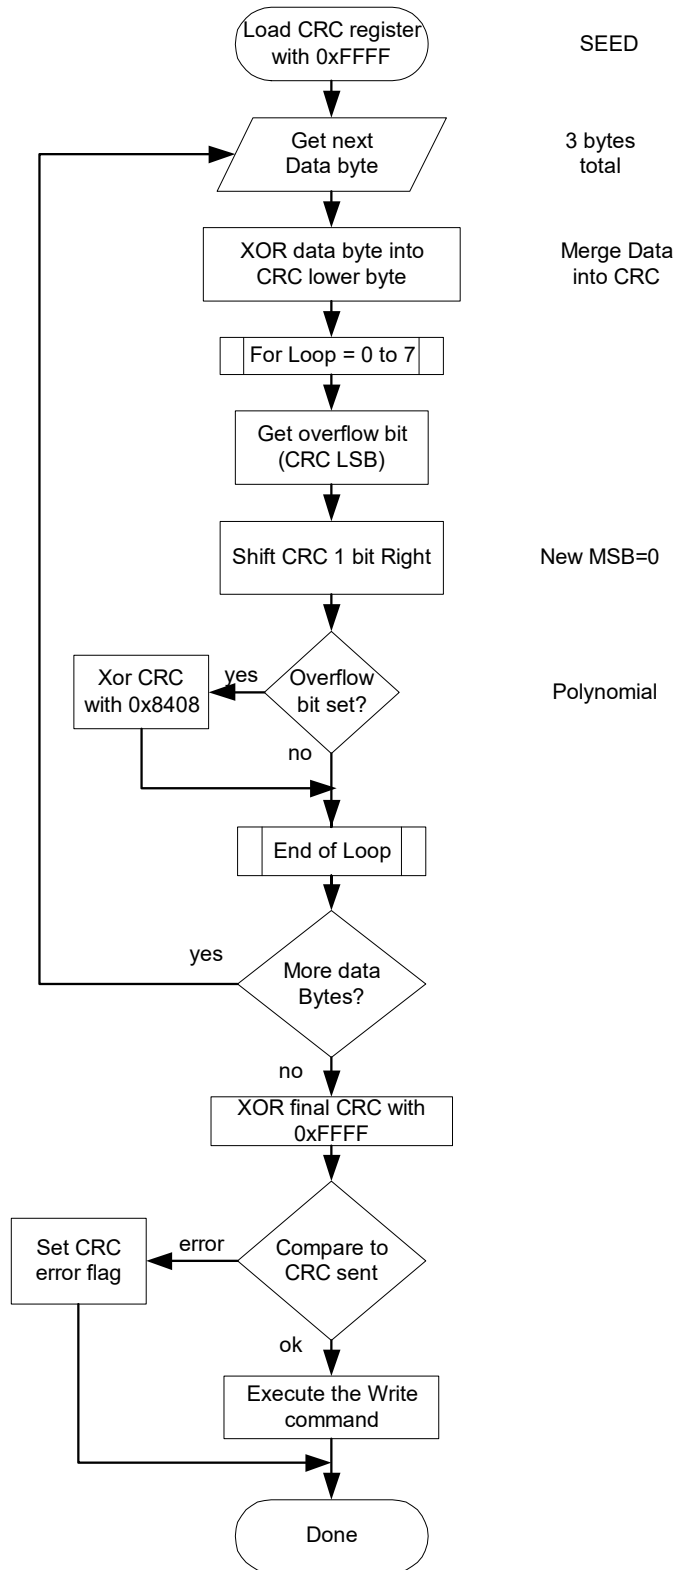 Load CRC register
with 0xFFFF
SEED
Get next
Data byte
3 bytes
total
XOR data byte into
CRC lower byte
Merge Data
into CRC
For Loop = 0 to 7
Get overflow bit
(CRC LSB)
Shift CRC 1 bit Right
New MSB=0
Xor CRC
with 0x8408
yes
Overflow
bit set?
Polynomial
no
End of Loop
yes
More data
Bytes?
no
XOR final CRC with
0xFFFF
Set CRC
error flag
error
Compare to
CRC sent
ok
Execute the Write
command
Done